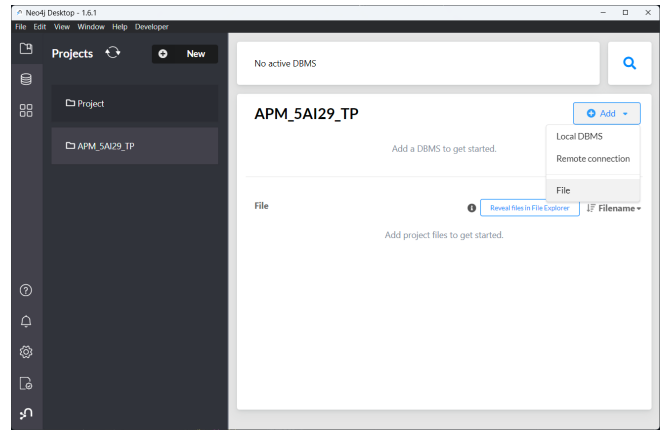 Neo4j Desktop - 1.6.1
File Edit View Window Help Developer
Projects
New
Project
APM_5AI29_TP
No active DBMS
APM_5AI29_TP
Add
Add a DBMS to get started.
Local DBMS
Remote connection
File
File
Reveal files in File Explorer
Filename
Add project files to get started.